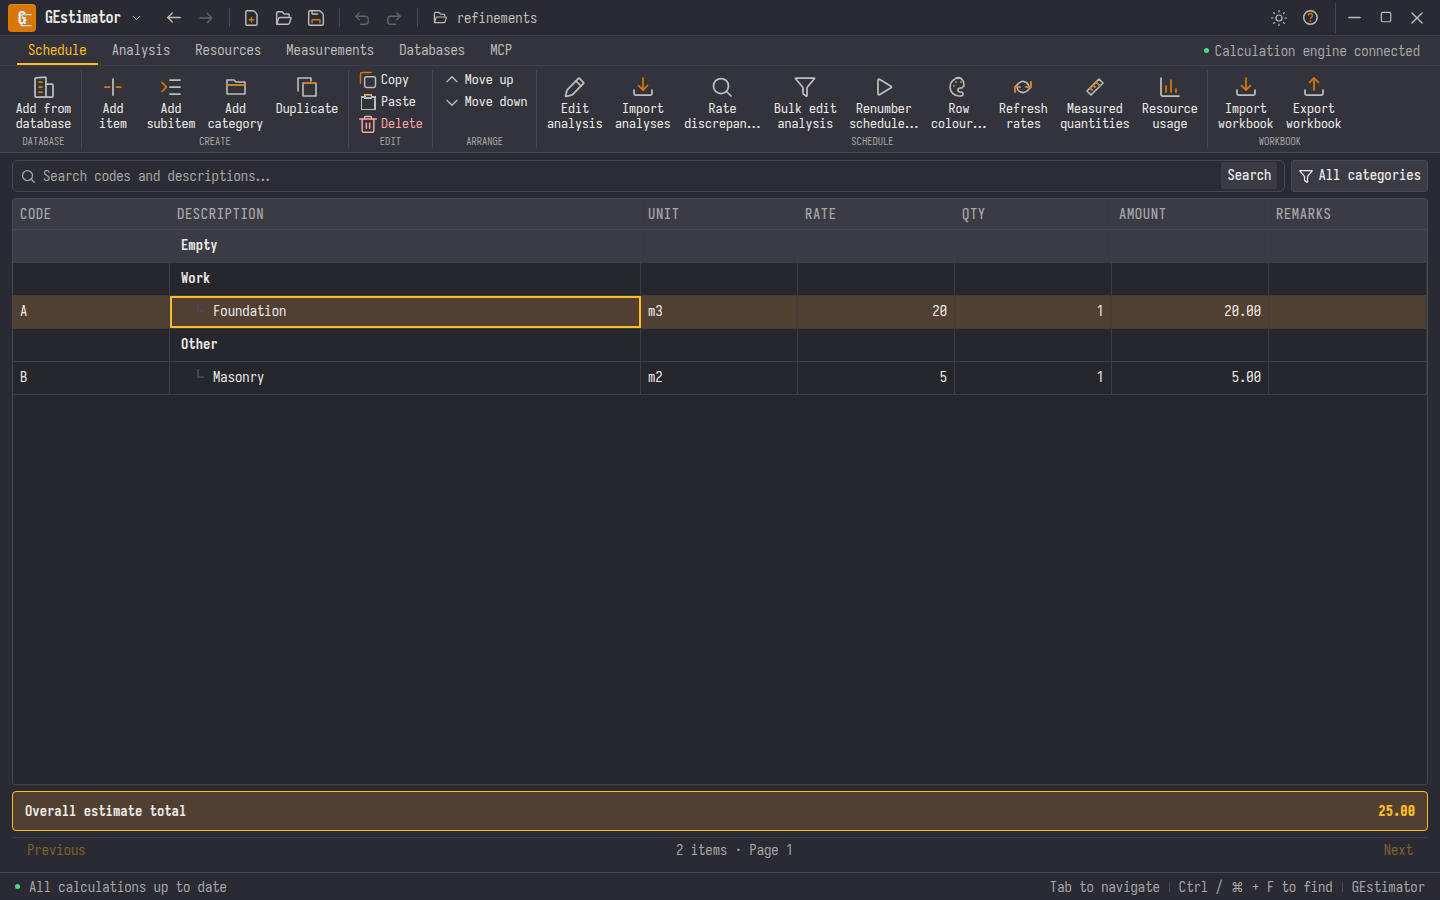 GEstimator
refinements
Schedule Analysis Resources Measurements Databases MCP
Calculation engine connected
Add from database
Add item
Add subitem
Add category
Duplicate
Copy
Paste
Delete
Move up
Move down
Edit analysis
Import analyses
Rate discrepan...
Bulk edit analysis
Renumber schedule...
Row colour...
Refresh rates
Measured quantities
Resource usage
Import workbook
Export workbook
DATABASE CREATE EDIT ARRANGE SCHEDULE WORKBOOK
Search codes and descriptions... Search All categories
CODE DESCRIPTION UNIT RATE QTY AMOUNT REMARKS
Empty
Work
A Foundation m3 20 1 20.00
Other
B Masonry m2 5 1 5.00
Overall estimate total 25.00
Previous 2 items · Page 1 Next
All calculations up to date Tab to navigate Ctrl / ⌘ + F to find GEstimator